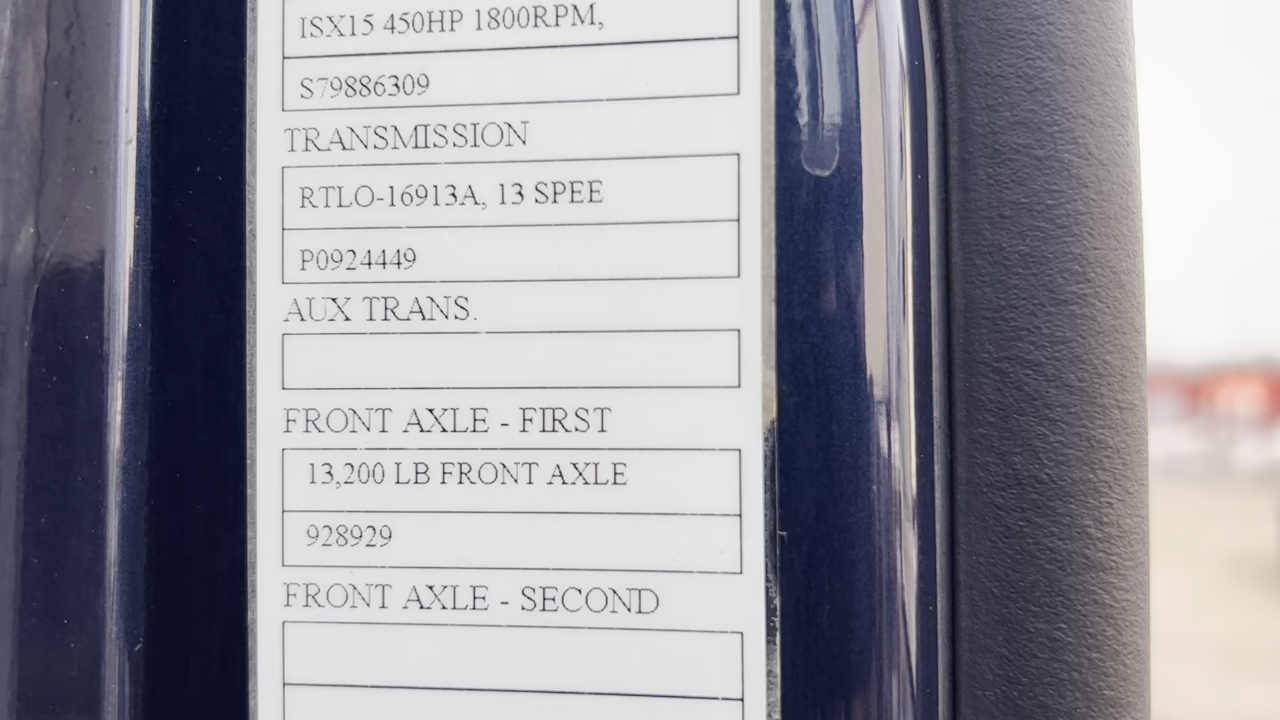 ISX15 450HP 1800RPM,
S79886309
TRANSMISSION
RTLO-16913A, 13 SPEE
P0924449
AUX TRANS.
FRONT AXLE - FIRST
13,200 LB FRONT AXLE
928929
FRONT AXLE - SECOND